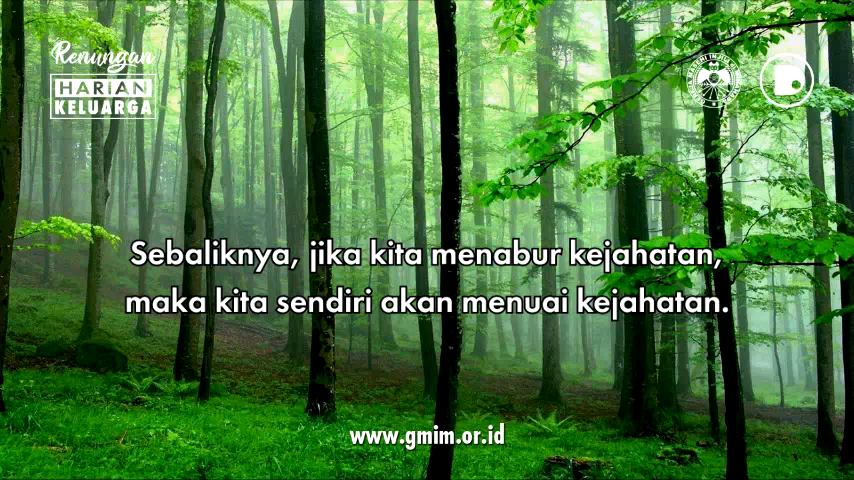 Renungan
HARIAN
KELUARGA
Sebaliknya, jika kita menabur kejahatan,
maka kita sendiri akan menuai kejahatan.
www.gmim.or.id